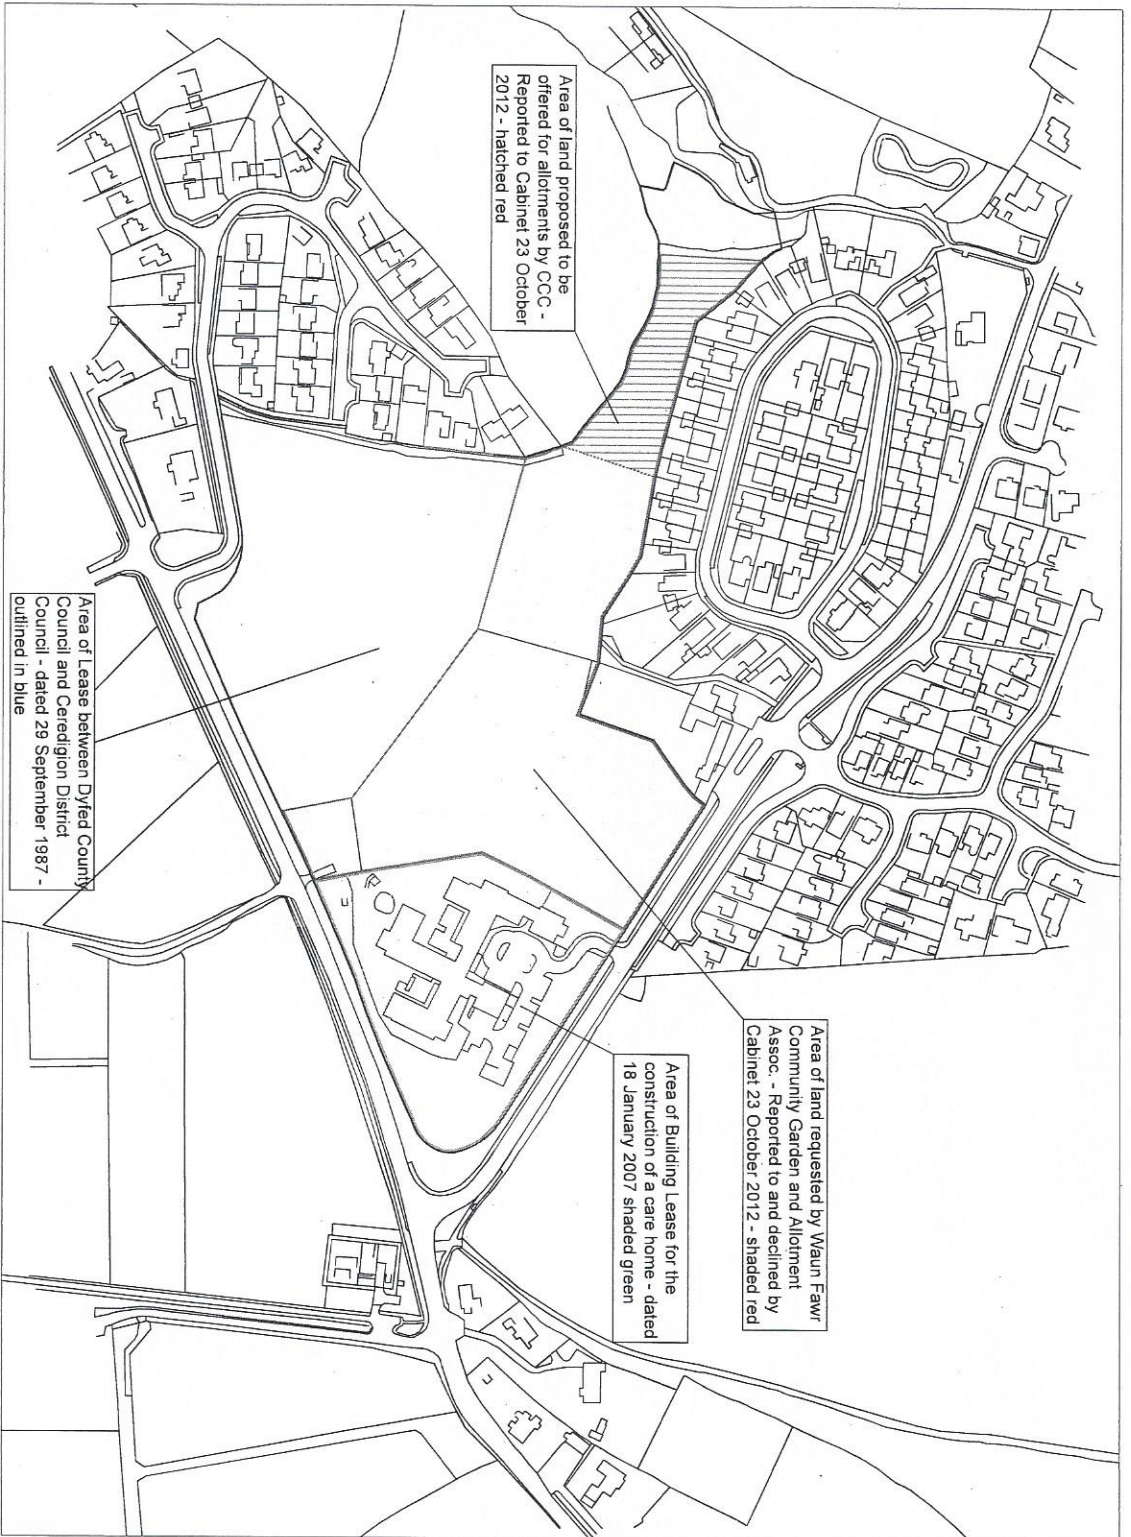 Area of land proposed to be
offered for allotments by CCC -
Reported to Cabinet 23 October
2012 - hatched red
Area of land requested by Waun Fawr
Community Garden and Allotment
Assoc. - Reported to and declined by
Cabinet 23 October 2012 - shaded red
Area of Building Lease for the
construction of a care home - dated
18 January 2007 shaded green
Area of Lease between Dyfed County
Council and Ceredigion District
Council - dated 29 September 1987 -
outlined in blue